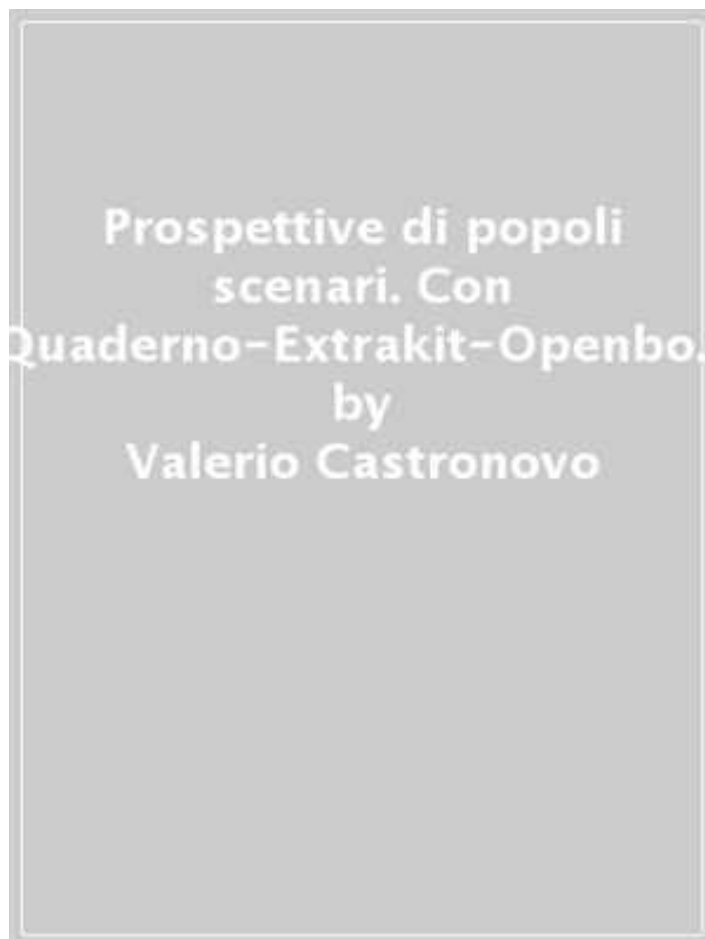 Prospettive di popoli
scenari. Con
Quaderno-Extrakit-Openbo.
by
Valerio Castronovo